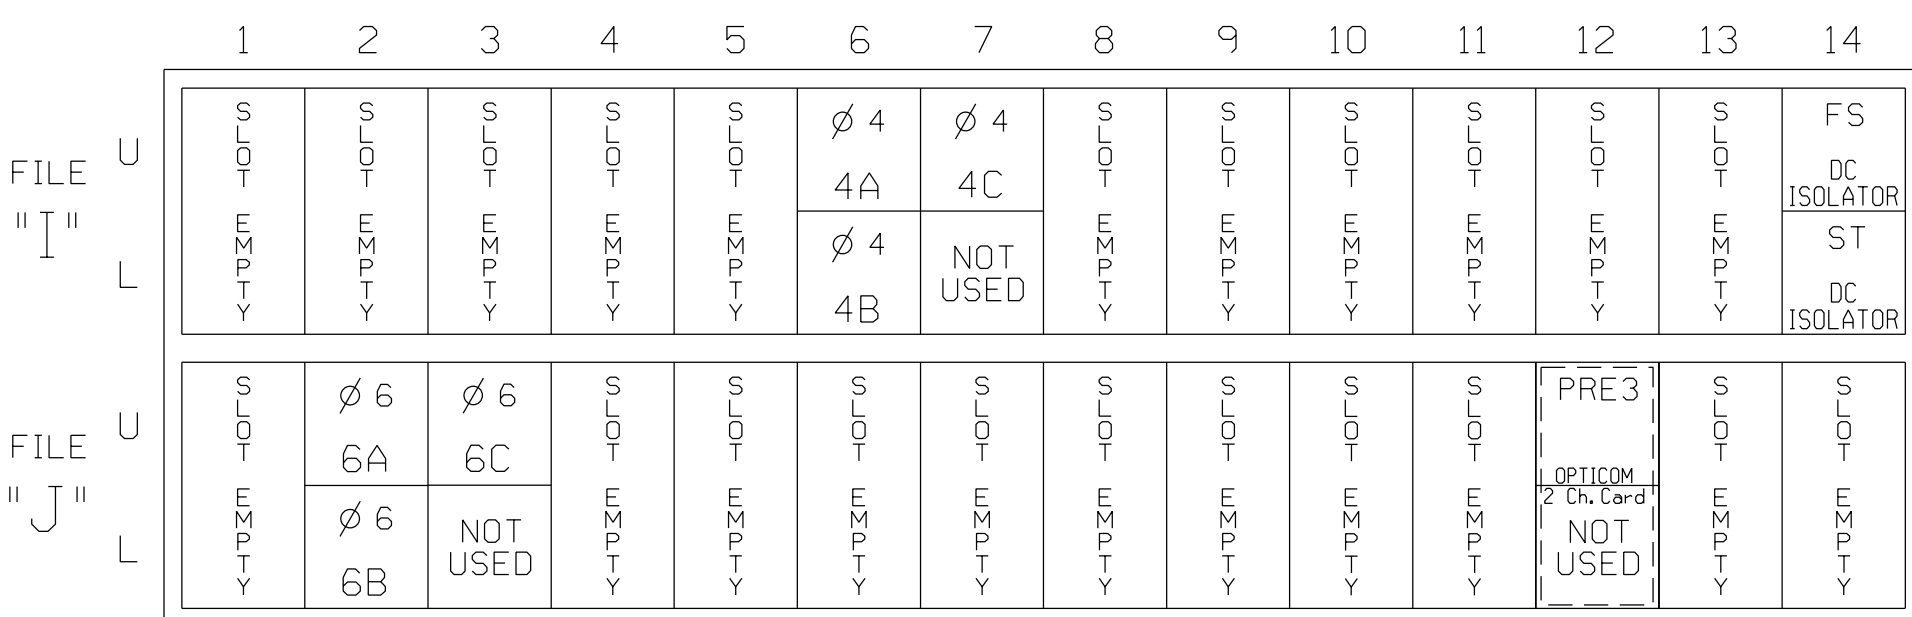 1 2 3 4 5 6 7 8 9 10 11 12 13 14
FILE "I"
U
L
SLOT EMPTY
SLOT EMPTY
SLOT EMPTY
SLOT EMPTY
SLOT EMPTY
Ø 4
4A
Ø 4
4B
Ø 4
4C
NOT
USED
SLOT EMPTY
SLOT EMPTY
SLOT EMPTY
SLOT EMPTY
SLOT EMPTY
SLOT EMPTY
FS
DC
ISOLATOR
ST
DC
ISOLATOR
FILE "J"
U
L
SLOT EMPTY
Ø 6
6A
Ø 6
6B
Ø 6
6C
NOT
USED
SLOT EMPTY
SLOT EMPTY
SLOT EMPTY
SLOT EMPTY
SLOT EMPTY
SLOT EMPTY
SLOT EMPTY
SLOT EMPTY
PRE3
OPTICOM
2 Ch. Card
NOT
USED
SLOT EMPTY
SLOT EMPTY